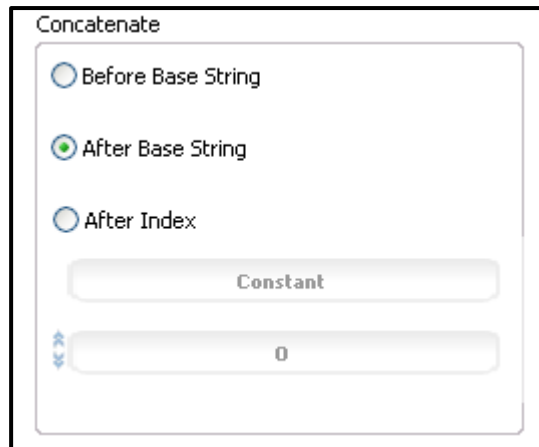 Concatenate
Before Base String
After Base String
After Index
Constant
0